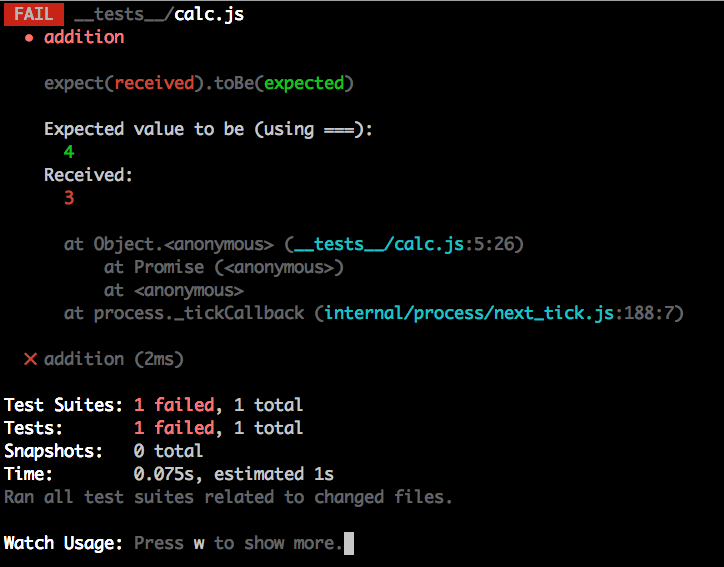 FAIL __tests__/calc.js
● addition
expect(received).toBe(expected)
Expected value to be (using ===):
4
Received:
3
at Object.<anonymous> (__tests__/calc.js:5:26)
at Promise (<anonymous>)
at <anonymous>
at process._tickCallback (internal/process/next_tick.js:188:7)
✕ addition (2ms)
Test Suites: 1 failed, 1 total
Tests: 1 failed, 1 total
Snapshots: 0 total
Time: 0.075s, estimated 1s
Ran all test suites related to changed files.
Watch Usage: Press w to show more.